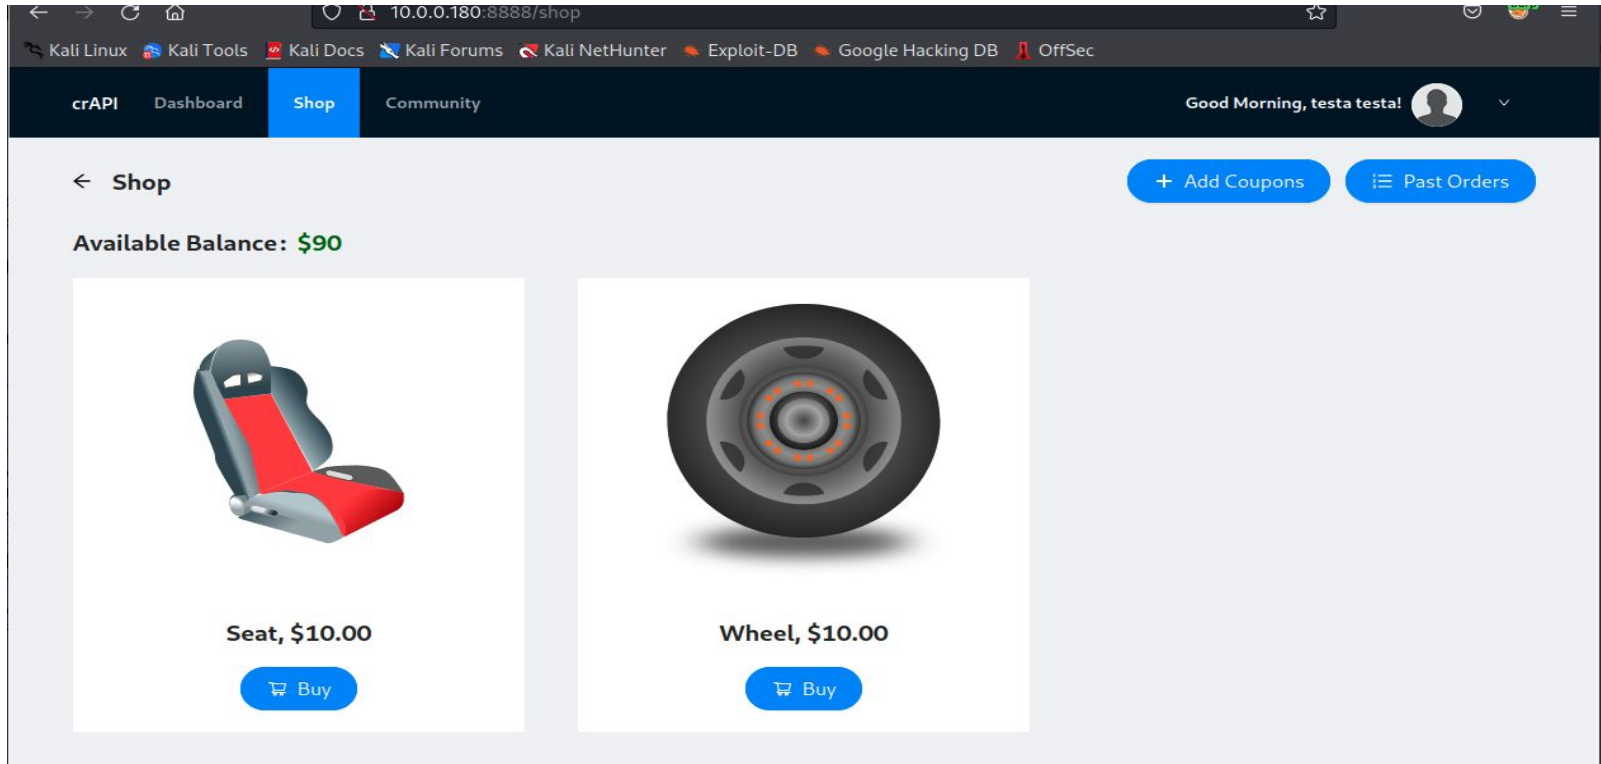 10.0.0.180:8888/shop
Kali Linux Kali Tools Kali Docs Kali Forums Kali NetHunter Exploit-DB Google Hacking DB OffSec
crAPI Dashboard Shop Community Good Morning, testa testa!
Shop + Add Coupons Past Orders
Available Balance: $90
Seat, $10.00 Wheel, $10.00
Buy Buy